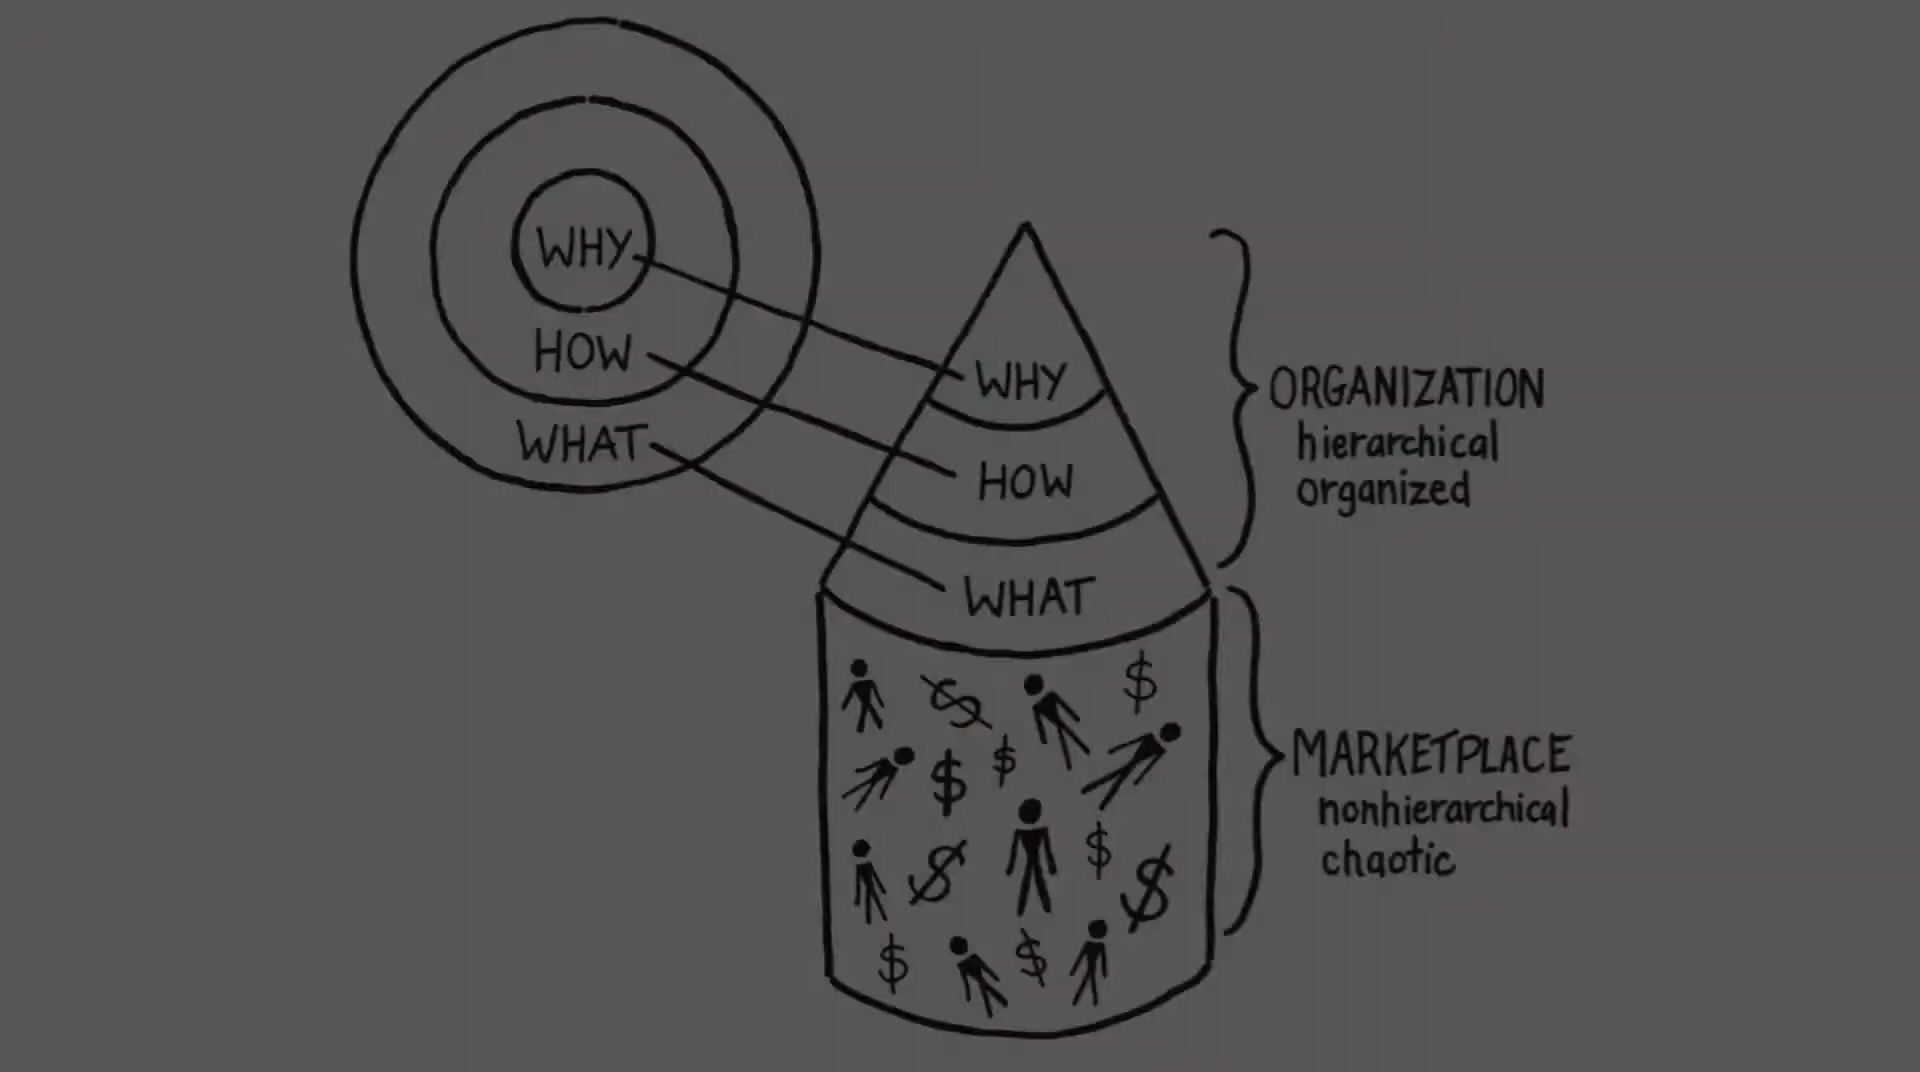 WHY
HOW
WHAT
WHY
HOW
WHAT
ORGANIZATION
hierarchical
organized
$
$
$
$
$
$
$
$
$
MARKETPLACE
nonhierarchical
chaotic